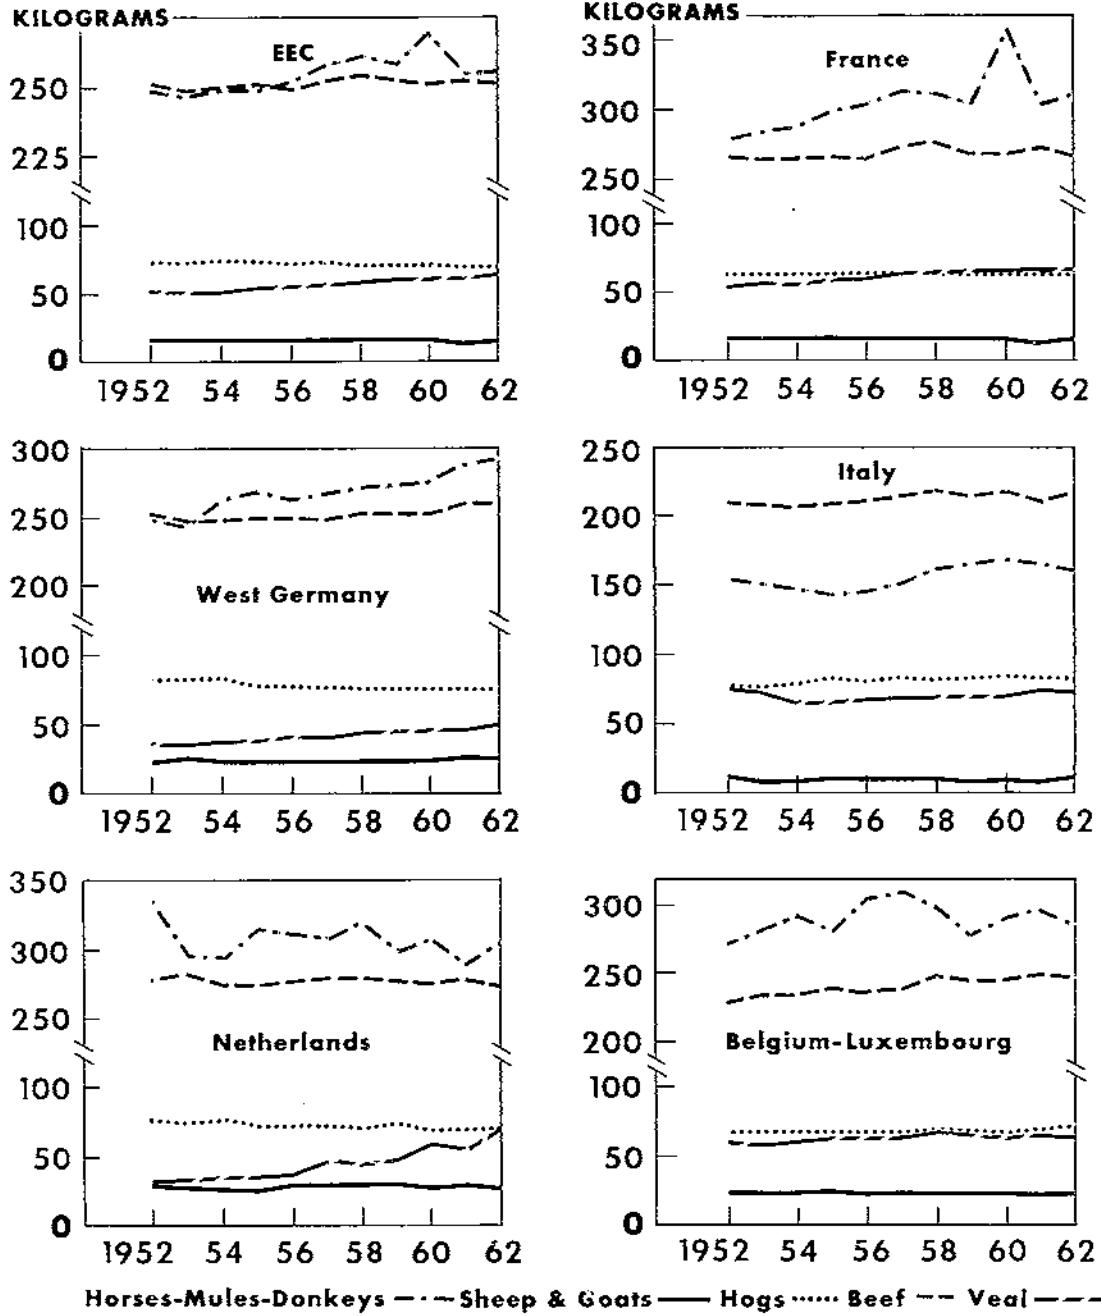 KILOGRAMS
EEC
250
225
100
50
0
1952 54 56 58 60 62
KILOGRAMS
France
350
300
250
100
50
0
1952 54 56 58 60 62
300
250
200
West Germany
100
50
0
1952 54 56 58 60 62
250
Italy
200
150
100
50
0
1952 54 56 58 60 62
350
300
250
Netherlands
100
50
0
1952 54 56 58 60 62
300
250
200
Belgium-Luxembourg
100
50
0
1952 54 56 58 60 62
Horses-Mules-Donkeys Sheep & Goats Hogs Beef Veal